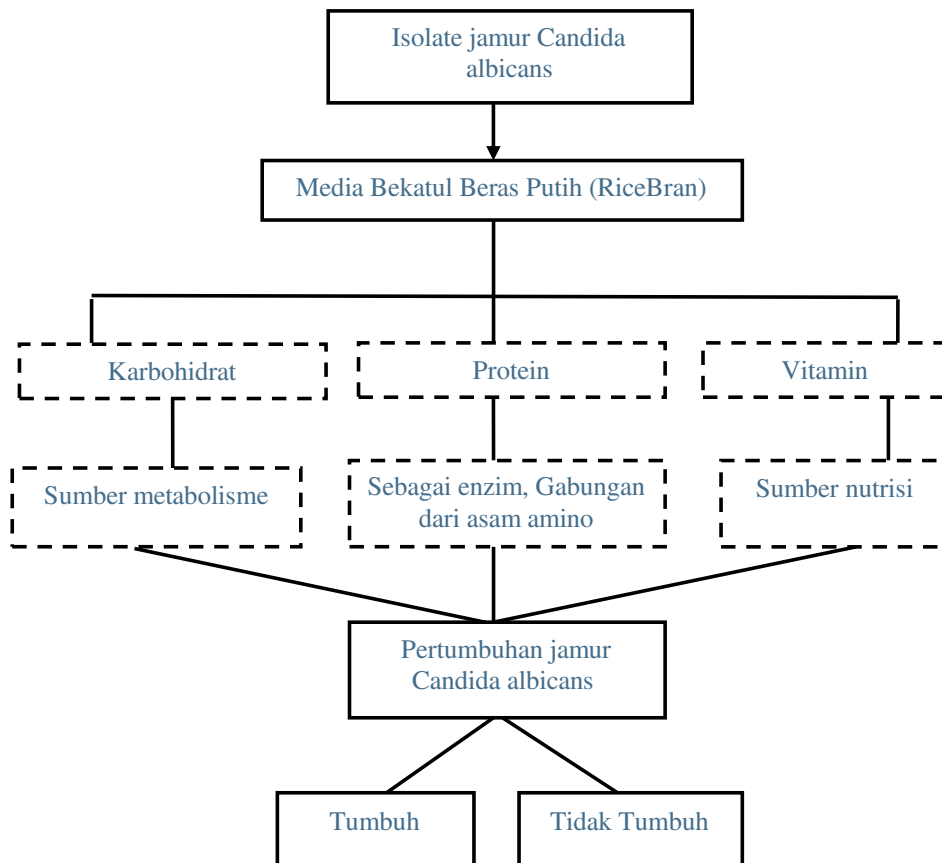 Isolate jamur Candida
albicans
Media Bekatul Beras Putih (RiceBran)
Karbohidrat
Protein
Vitamin
Sumber metabolisme
Sebagai enzim, Gabungan
dari asam amino
Sumber nutrisi
Pertumbuhan jamur
Candida albicans
Tumbuh
Tidak Tumbuh